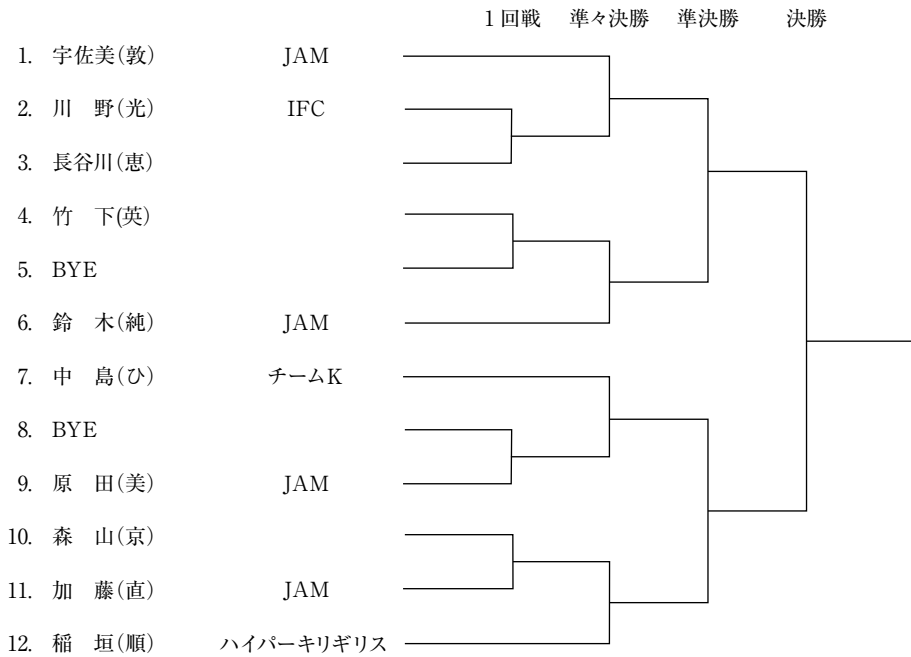 1 回戦 準々決勝 準決勝 決勝
1. 宇佐美(敦) JAM
2. 川　野(光) IFC
3. 長谷川(恵)
4. 竹　下(英)
5. BYE
6. 鈴　木(純) JAM
7. 中　島(ひ) チームK
8. BYE
9. 原　田(美) JAM
10. 森　山(京)
11. 加　藤(直) JAM
12. 稲　垣(順) ハイパーキリギリス